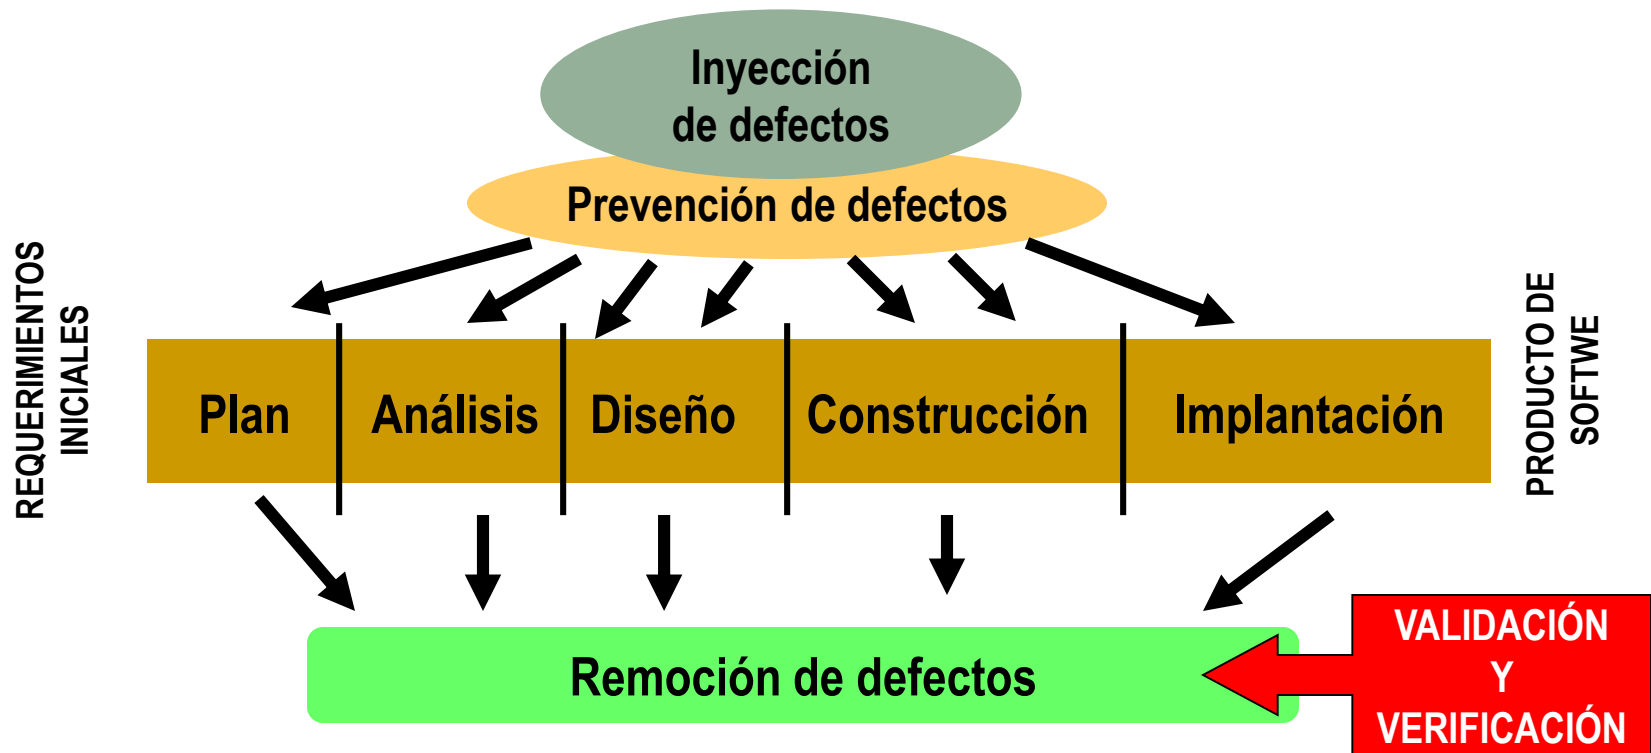 Inyección
de defectos
Prevención de defectos
REQUERIMIENTOS
INICIALES
Plan
Análisis
Diseño
Construcción
Implantación
PRODUCTO DE
SOFTWE
Remoción de defectos
VALIDACIÓN
Y
VERIFICACIÓN